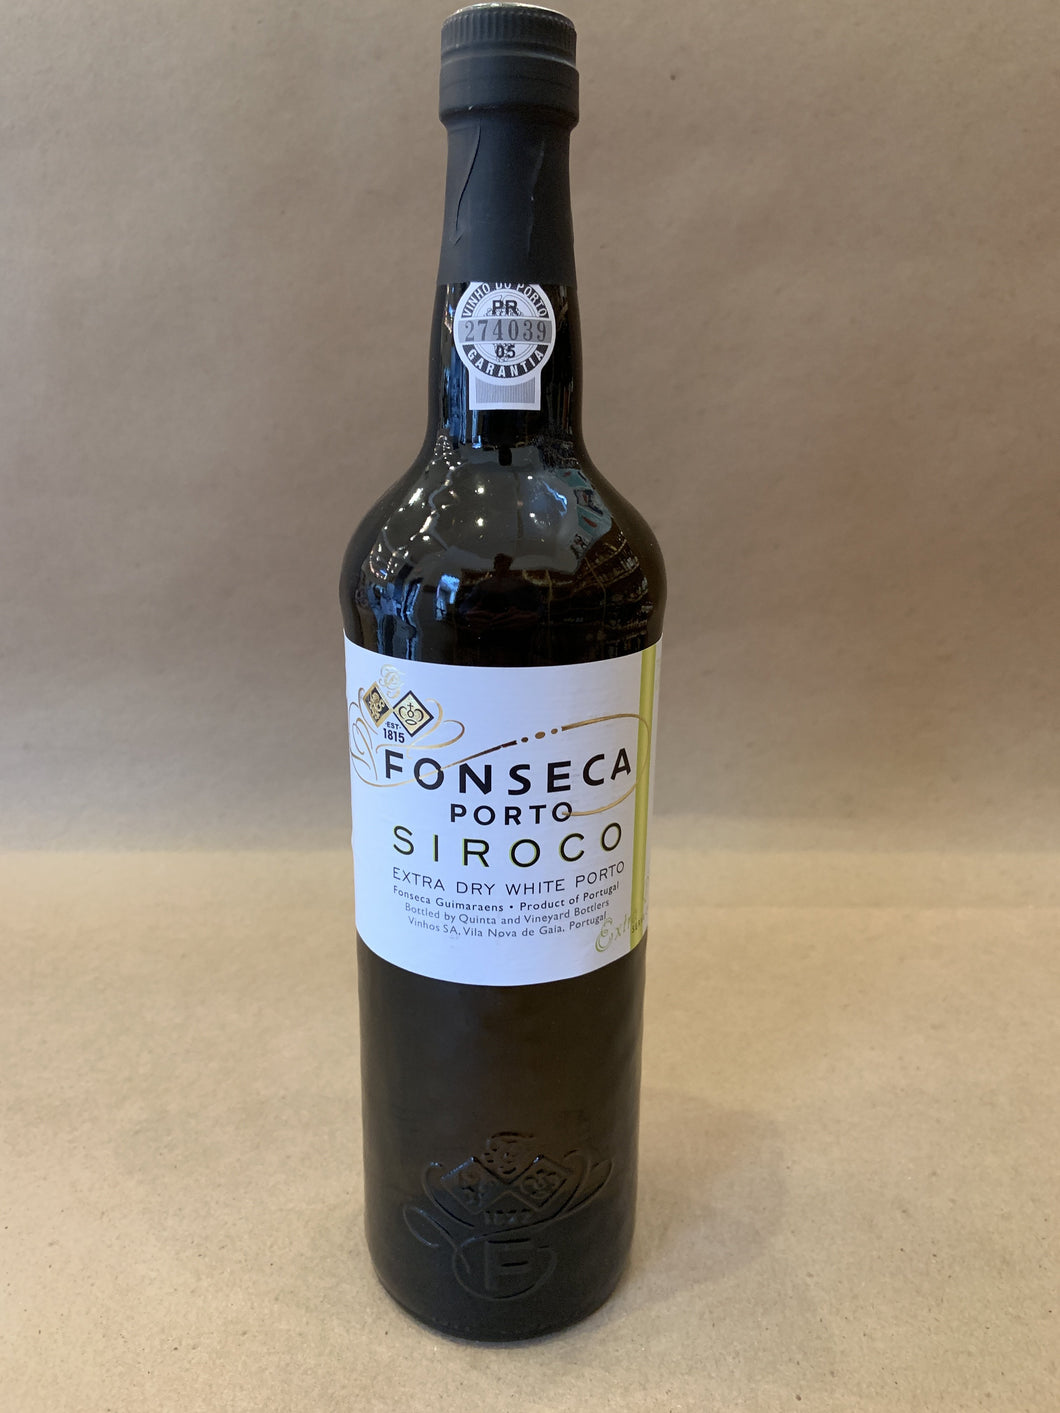 VINHO DO PORTO
PR
274039
05
GARANTIA
·EST·
1815
FONSECA
PORTO
SIROCO
EXTRA DRY WHITE PORTO
Fonseca Guimaraens • Product of Portugal
Bottled by Quinta and Vineyard Bottlers
Vinhos SA, Vila Nova de Gaia, Portugal
F